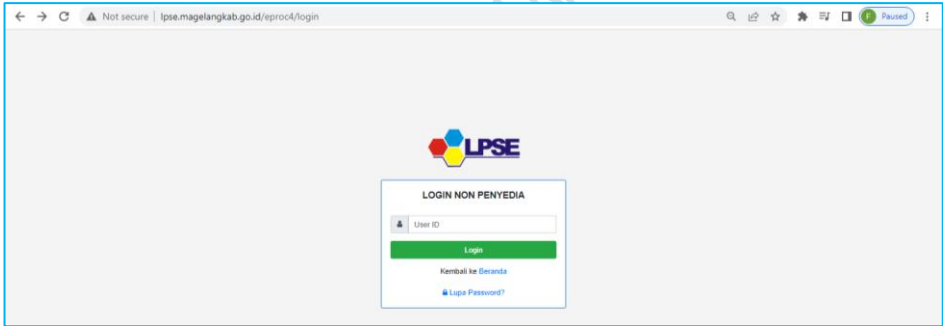 Not secure | lpse.magelangkab.go.id/eproc4/login
F Paused
LPSE
LOGIN NON PENYEDIA
User ID
Login
Kembali ke Beranda
Lupa Password?